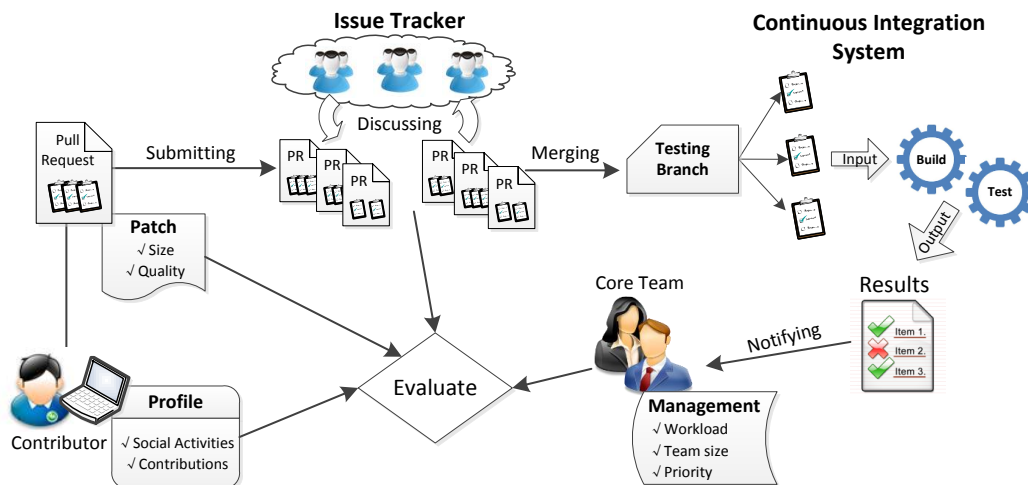 Issue Tracker
Continuous Integration
System
Pull
Request
Submitting
Discussing
PR
PR
PR
PR
PR
PR
Merging
Testing
Branch
Input
Build
Test
Output
Patch
√ Size
√ Quality
Core Team
Results
Item 1.
Item 2.
Item 3.
Notifying
Evaluate
Contributor
Profile
√ Social Activities
√ Contributions
Management
√ Workload
√ Team size
√ Priority